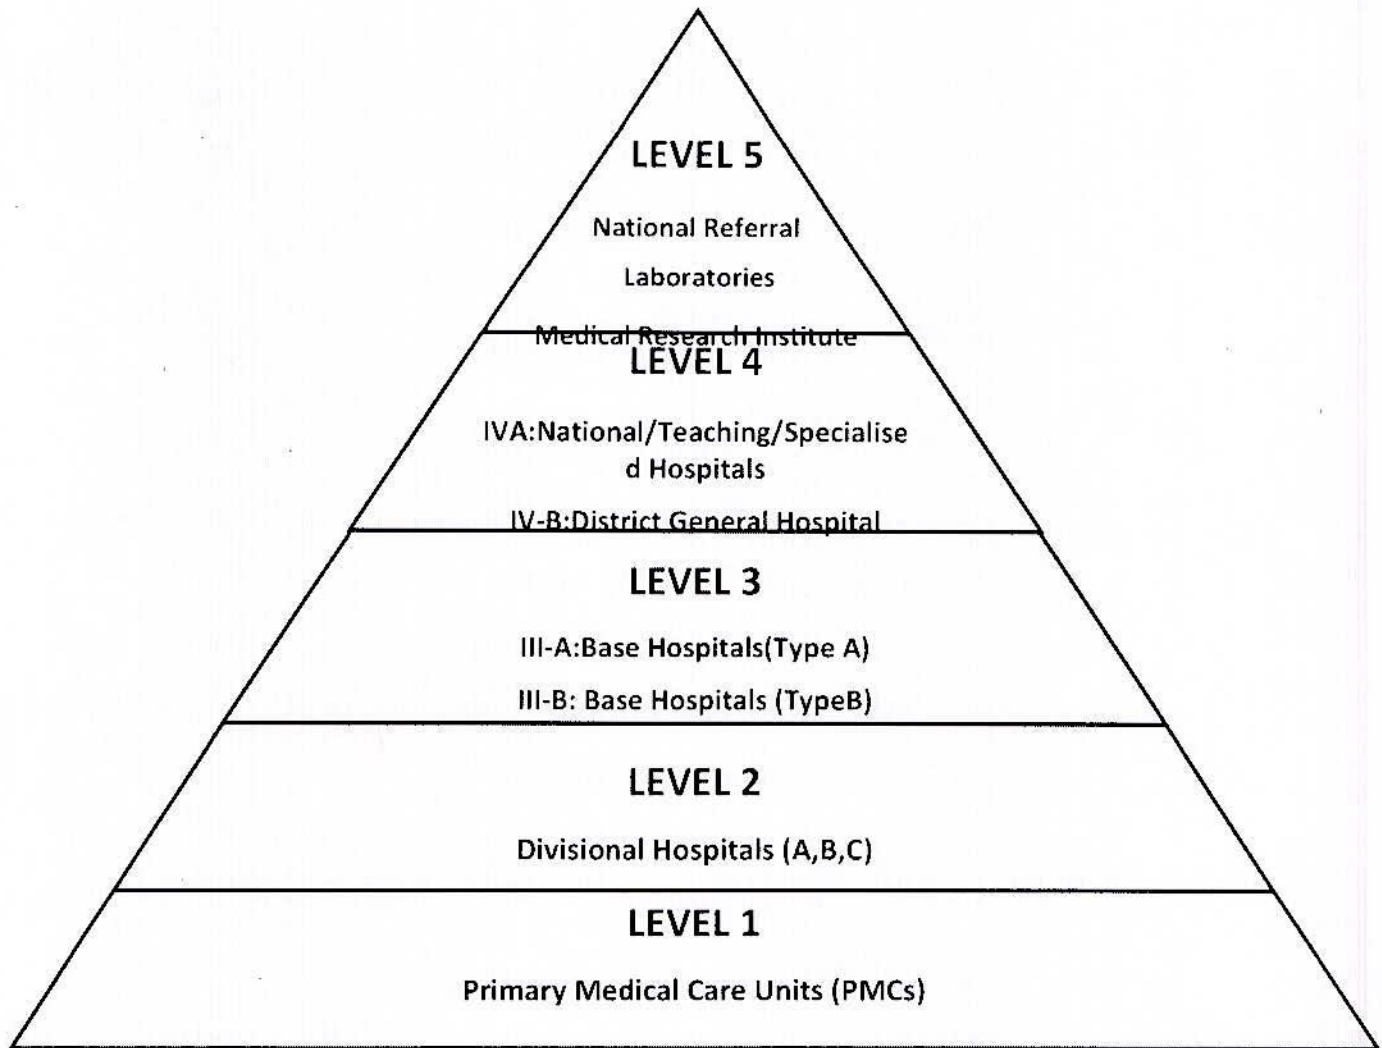 LEVEL 5
National Referral
Laboratories
Medical Research Institute
LEVEL 4
IVA:National/Teaching/Specialise
d Hospitals
IV-B:District General Hospital
LEVEL 3
III-A:Base Hospitals(Type A)
III-B: Base Hospitals (TypeB)
LEVEL 2
Divisional Hospitals (A,B,C)
LEVEL 1
Primary Medical Care Units (PMCs)